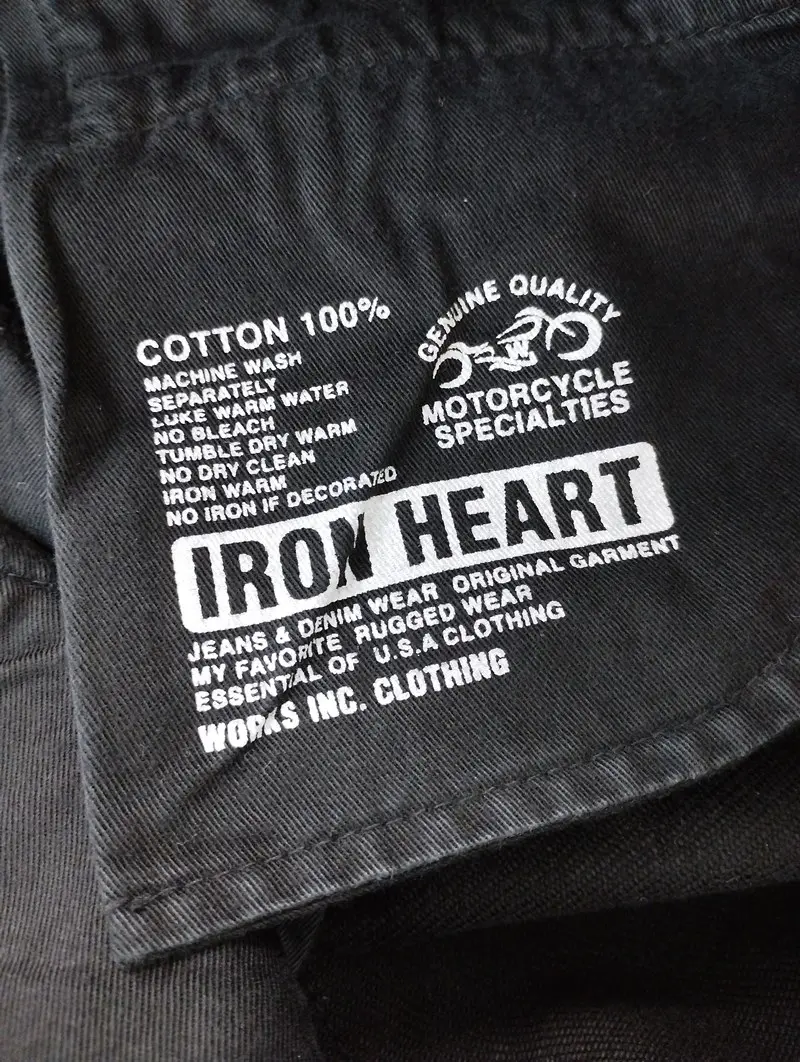 COTTON 100%
MACHINE WASH
SEPARATELY
LUKE WARM WATER
NO BLEACH
TUMBLE DRY WARM
NO DRY CLEAN
IRON WARM
NO IRON IF DECORATED
GENUINE QUALITY
W
MOTORCYCLE
SPECIALTIES
IRON HEART
JEANS & DENIM WEAR ORIGINAL GARMENT
MY FAVORITE RUGGED WEAR
ESSENTIAL OF U.S.A CLOTHING
WORKS INC. CLOTHING